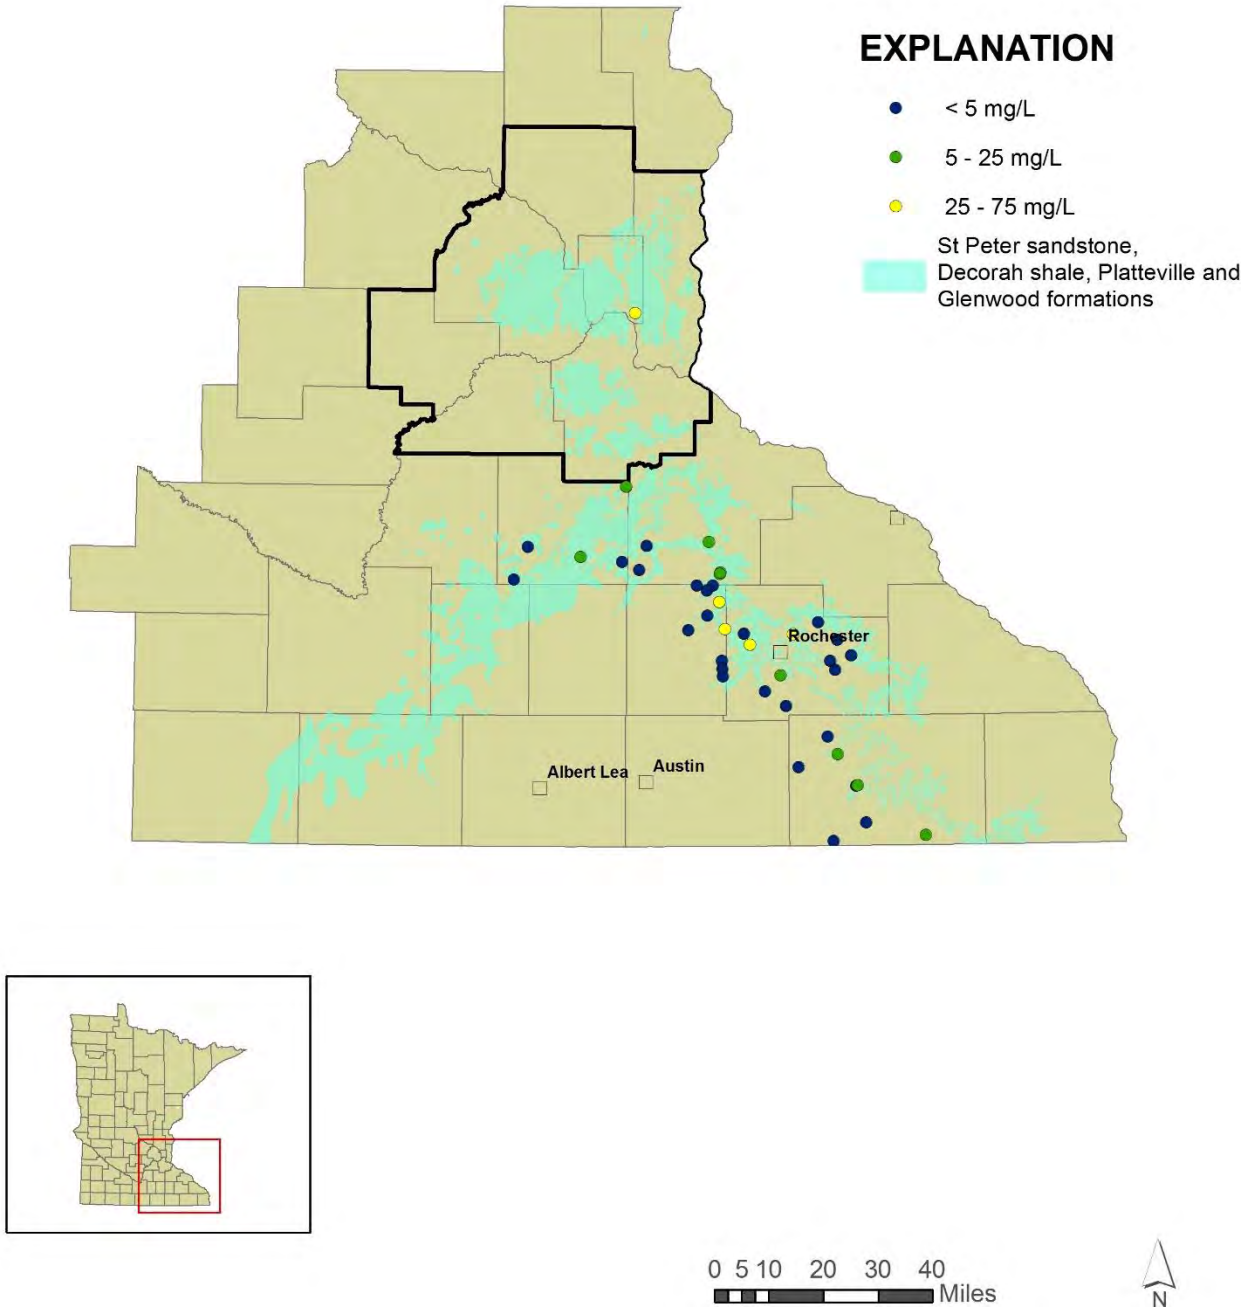 EXPLANATION
< 5 mg/L
5 - 25 mg/L
25 - 75 mg/L
St Peter sandstone,
Decorah shale, Platteville and
Glenwood formations
Rochester
Albert Lea
Austin
0 5 10 20 30 40
Miles
N